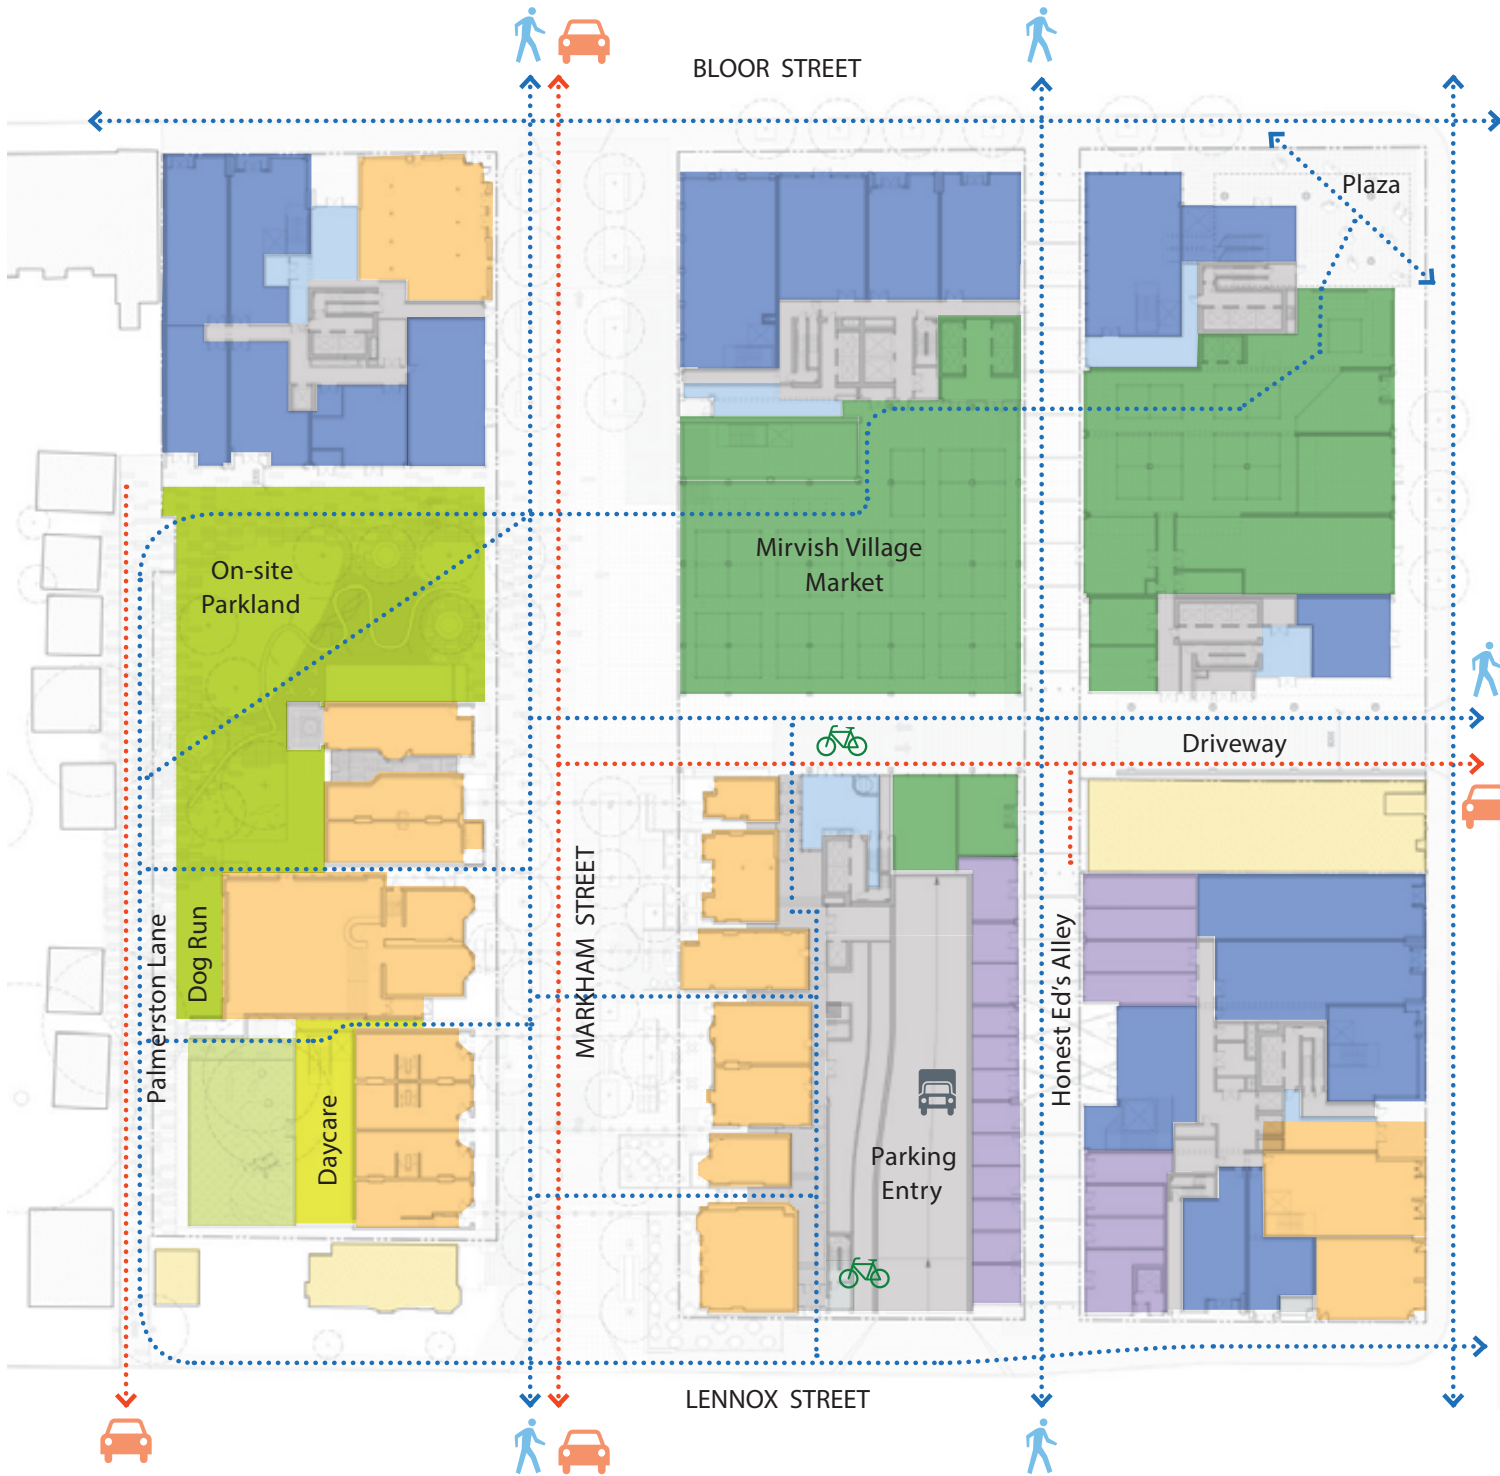 BLOOR STREET
Plaza
On-site
Parkland
Mirvish Village
Market
Driveway
MARKHAM STREET
Palmerston Lane
Dog Run
Honest Ed's Alley
Daycare
Parking
Entry
LENNOX STREET